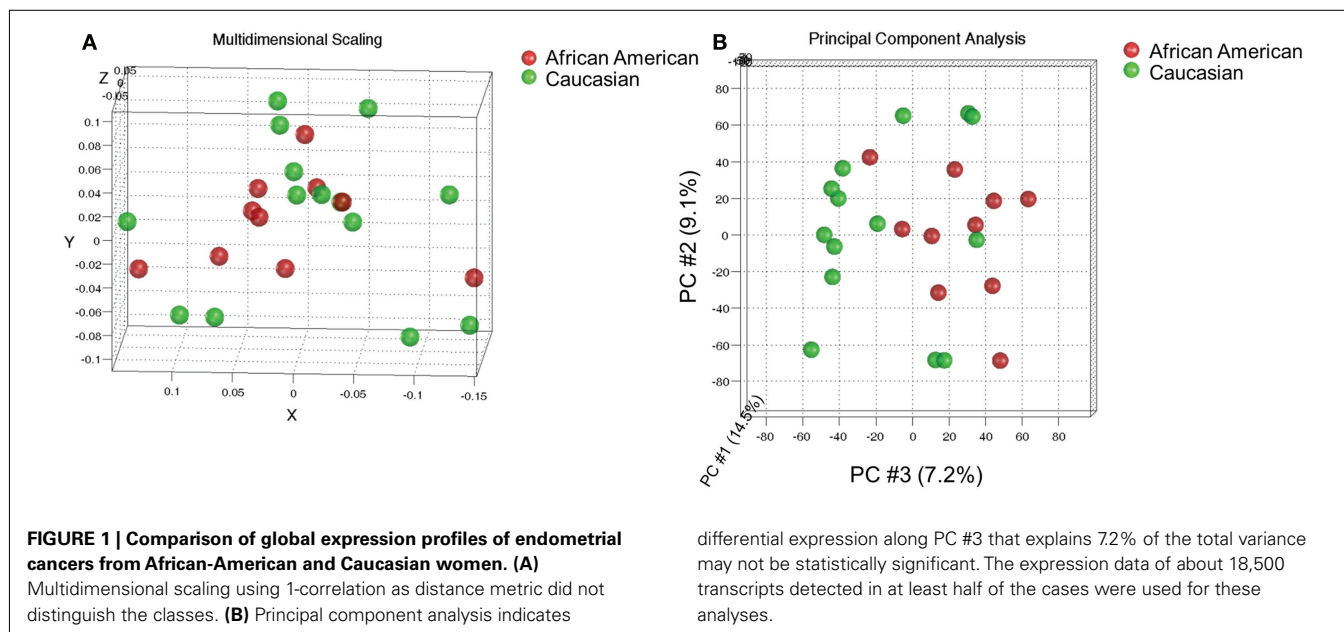 A
Multidimensional Scaling
African American
Caucasian
Z
0.05
0
-0.05
0.1
0.08
0.06
0.04
0.02
Y
0
-0.02
-0.04
-0.06
-0.08
-0.1
0.1
0.05
0
-0.05
-0.1
-0.15
X
B
Principal Component Analysis
African American
Caucasian
80
60
40
20
0
-20
-40
-60
-80
PC #2 (9.1%)
PC #1 (14.5%)
-80
-60
-40
-20
0
20
40
60
80
PC #3 (7.2%)
FIGURE 1 | Comparison of global expression profiles of endometrial
cancers from African-American and Caucasian women. (A)
Multidimensional scaling using 1-correlation as distance metric did not
distinguish the classes. (B) Principal component analysis indicates
differential expression along PC #3 that explains 7.2% of the total variance
may not be statistically significant. The expression data of about 18,500
transcripts detected in at least half of the cases were used for these
analyses.